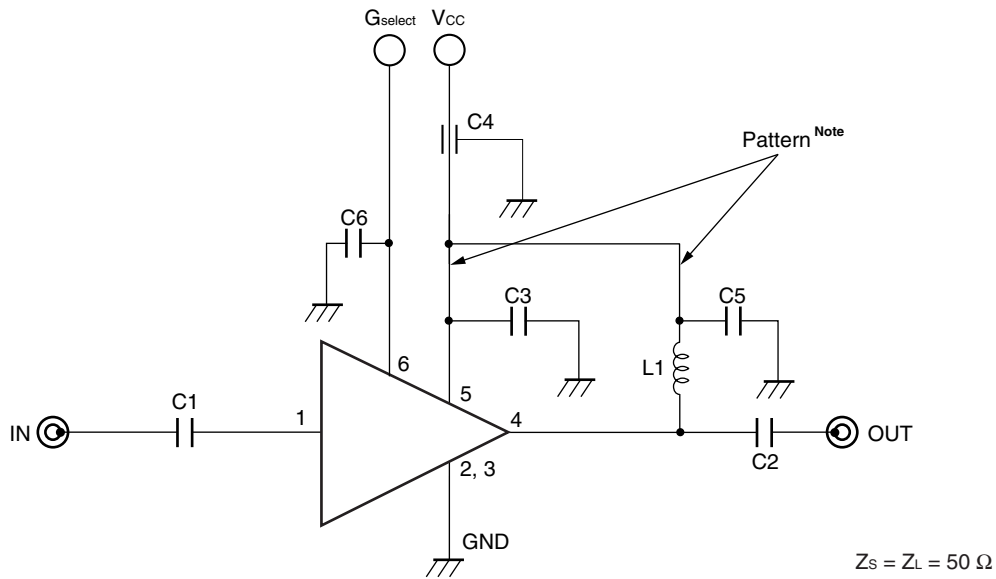 Gselect
VCC
C4
Pattern Note
C6
C3
C5
6
L1
5
C1
1
4
IN
OUT
C2
2, 3
GND
ZS = ZL = 50 Ω